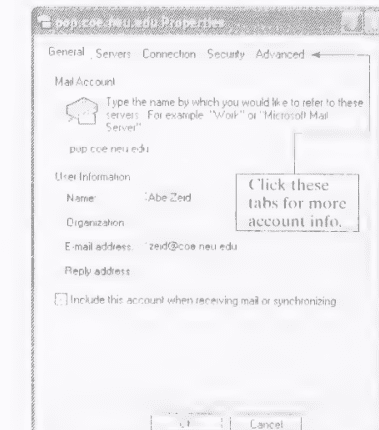 pop.coe.neu.edu Properties
General Servers Connection Security Advanced
Mail Account
Type the name by which you would like to refer to these
servers. For example: "Work" or "Microsoft Mail
Server"
pop coe neu edu
User Information
Name: Abe Zeid
Organization
E-mail address: zeid@coe neu edu
Reply address
Include this account when receiving mail or synchronizing
Click these
tabs for more
account info.
Cancel